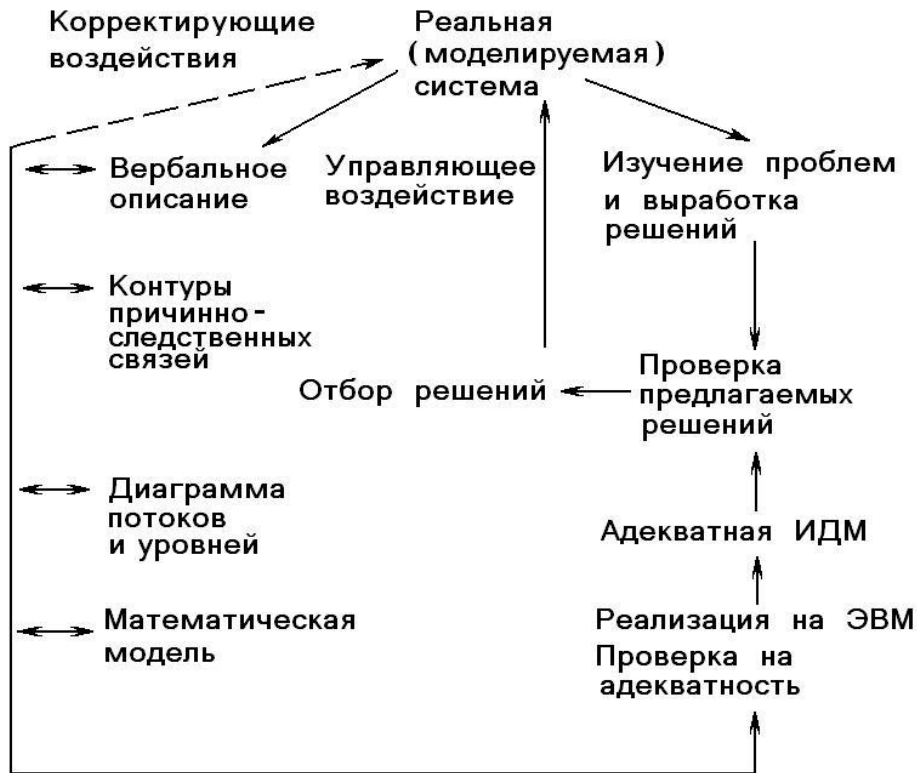 Корректирующие
воздействия
Реальная
(моделируемая)
система
Вербальное
описание
Управляющее
воздействие
Изучение проблем
и выработка
решений
Контуры
причинно-
следственных
связей
Отбор решений
Проверка
предлагаемых
решений
Диаграмма
потоков
и уровней
Адекватная ИДМ
Математическая
модель
Реализация на ЭВМ
Проверка на
адекватность